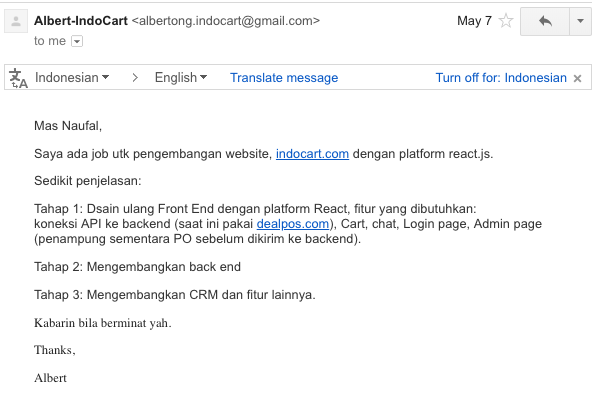 Albert-IndoCart <albertong.indocart@gmail.com>
May 7
to me
Indonesian
English
Translate message
Turn off for: Indonesian
Mas Naufal,
Saya ada job utk pengembangan website, indocart.com dengan platform react.js.
Sedikit penjelasan:
Tahap 1: Dsain ulang Front End dengan platform React, fitur yang dibutuhkan:
koneksi API ke backend (saat ini pakai dealpos.com), Cart, chat, Login page, Admin page
(penampung sementara PO sebelum dikirim ke backend).
Tahap 2: Mengembangkan back end
Tahap 3: Mengembangkan CRM dan fitur lainnya.
Kabarin bila berminat yah.
Thanks,
Albert